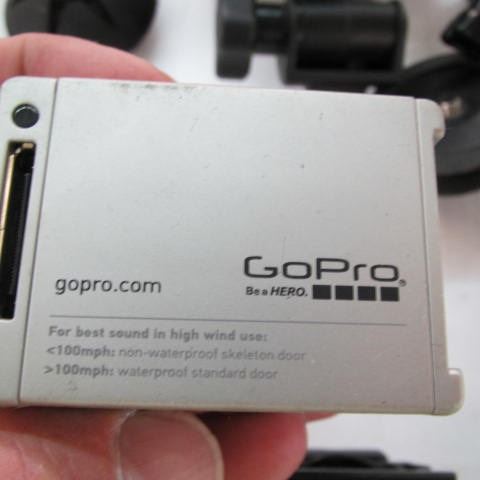 gopro.com
GoPro®
Be a HERO.
For best sound in high wind use:
<100mph: non-waterproof skeleton door
>100mph: waterproof standard door